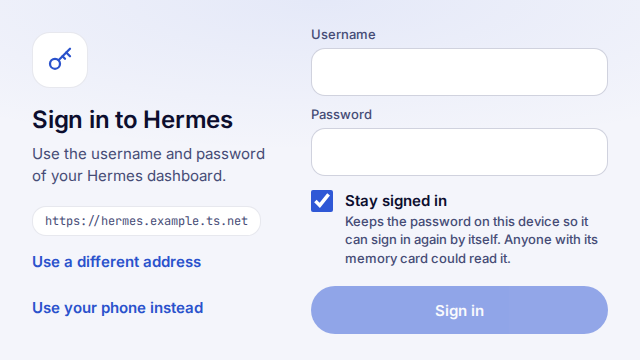 Sign in to Hermes
Use the username and password
of your Hermes dashboard.
https://hermes.example.ts.net
Use a different address
Use your phone instead
Username
Password
Stay signed in
Keeps the password on this device so it
can sign in again by itself. Anyone with its
memory card could read it.
Sign in